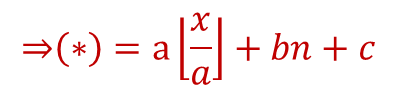 ⇒(∗) = a⌊x/a⌋ + bn + c